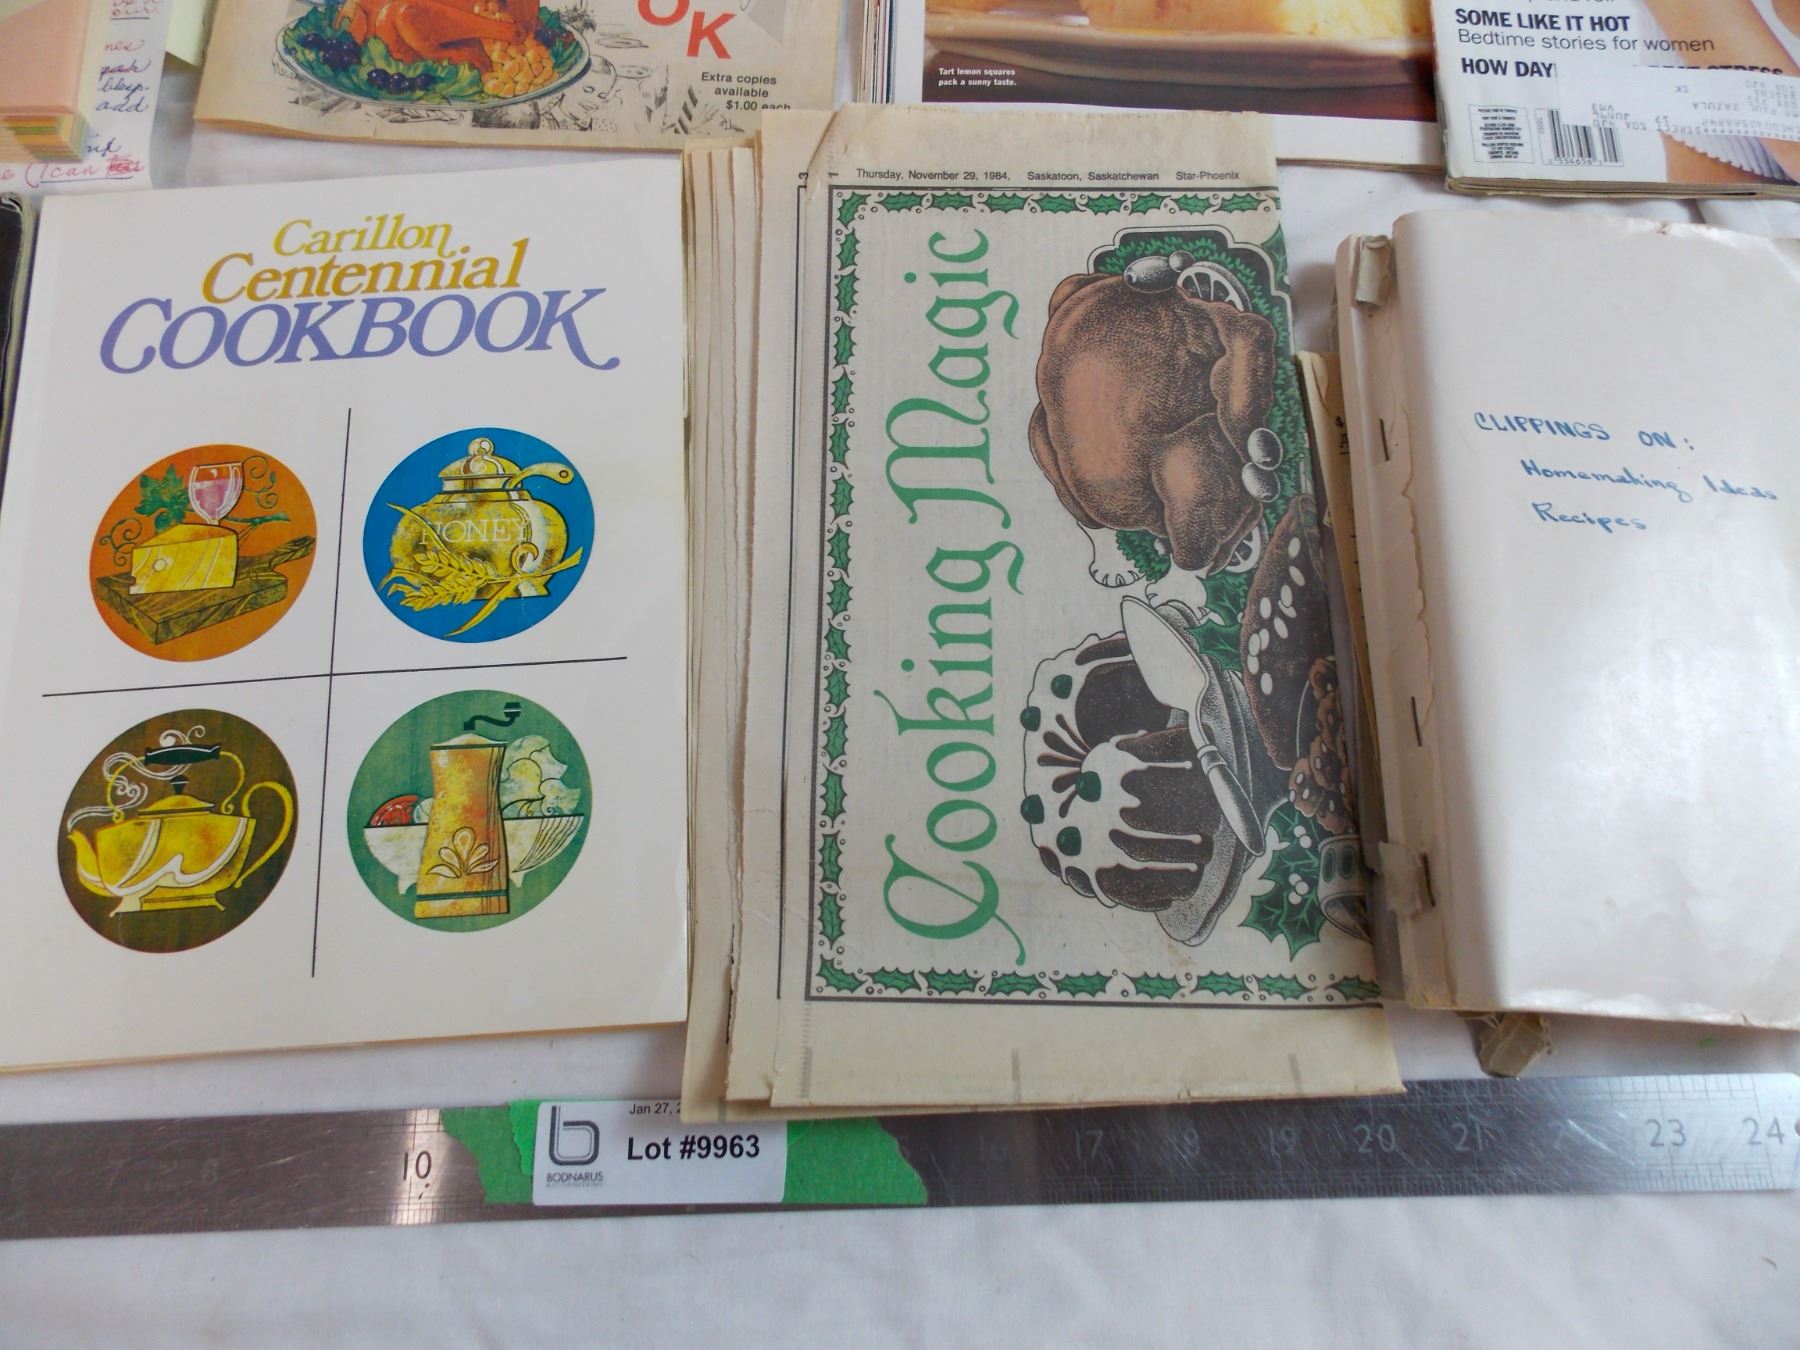 OK
Extra copies
available
$1.00 each
Tart lemon squares
pack a sunny taste.
SOME LIKE IT HOT
Bedtime stories for women
HOW DAY
Carillon
Centennial
COOKBOOK
HONEY
Thursday, November 29, 1984, Saskatoon, Saskatchewan Star-Phoenix
Cooking Magic
CLIPPINGS ON:
Homemaking Ideas
Recipes
Jan 27,
Lot #9963
BODNARUS
10 16 17 18 19 20 21 23 24